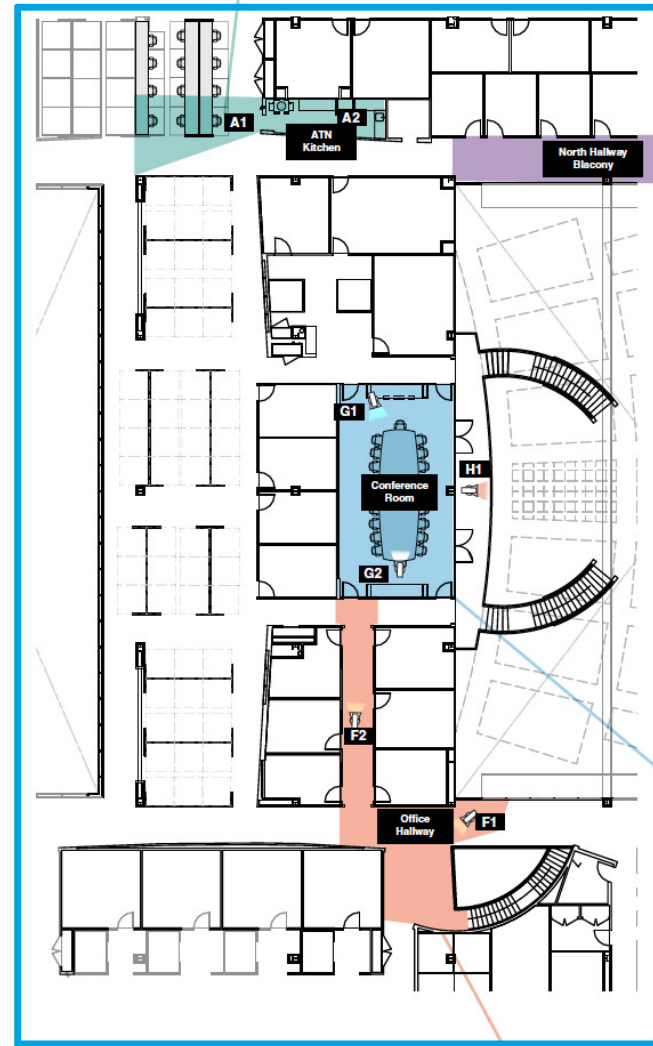 A1
A2
ATN
Kitchen
North Hallway
Blacony
G1
H1
Conference
Room
G2
F2
Office
Hallway
F1